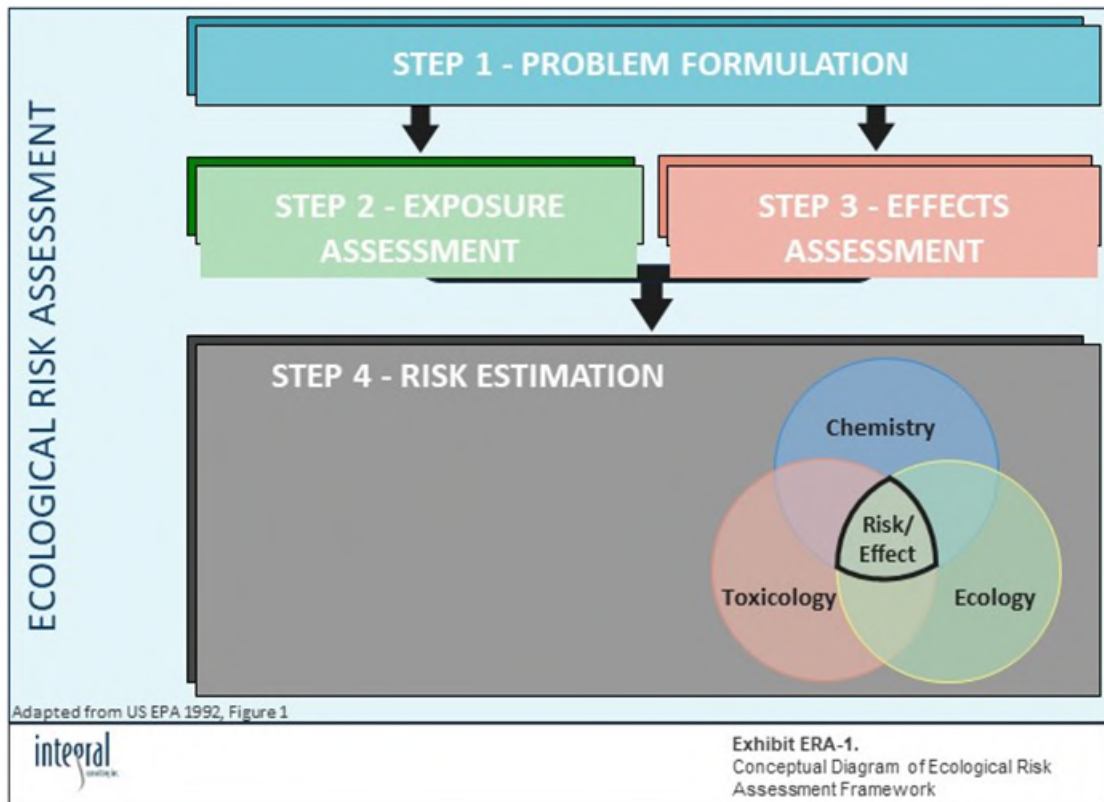 ECOLOGICAL RISK ASSESSMENT
STEP 1 - PROBLEM FORMULATION
STEP 2 - EXPOSURE
ASSESSMENT
STEP 3 - EFFECTS
ASSESSMENT
STEP 4 - RISK ESTIMATION
Chemistry
Risk/
Effect
Toxicology
Ecology
Adapted from US EPA 1992, Figure 1
integral
consulting inc.
Exhibit ERA-1.
Conceptual Diagram of Ecological Risk
Assessment Framework